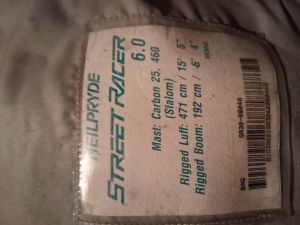 NEILPRYDE
STREET RACER
6.0
Mast: Carbon 25, 460
(Slalom)
Rigged Luff: 471 cm / 15' 5"
Rigged Boom: 192 cm / 6' 4"
BAG